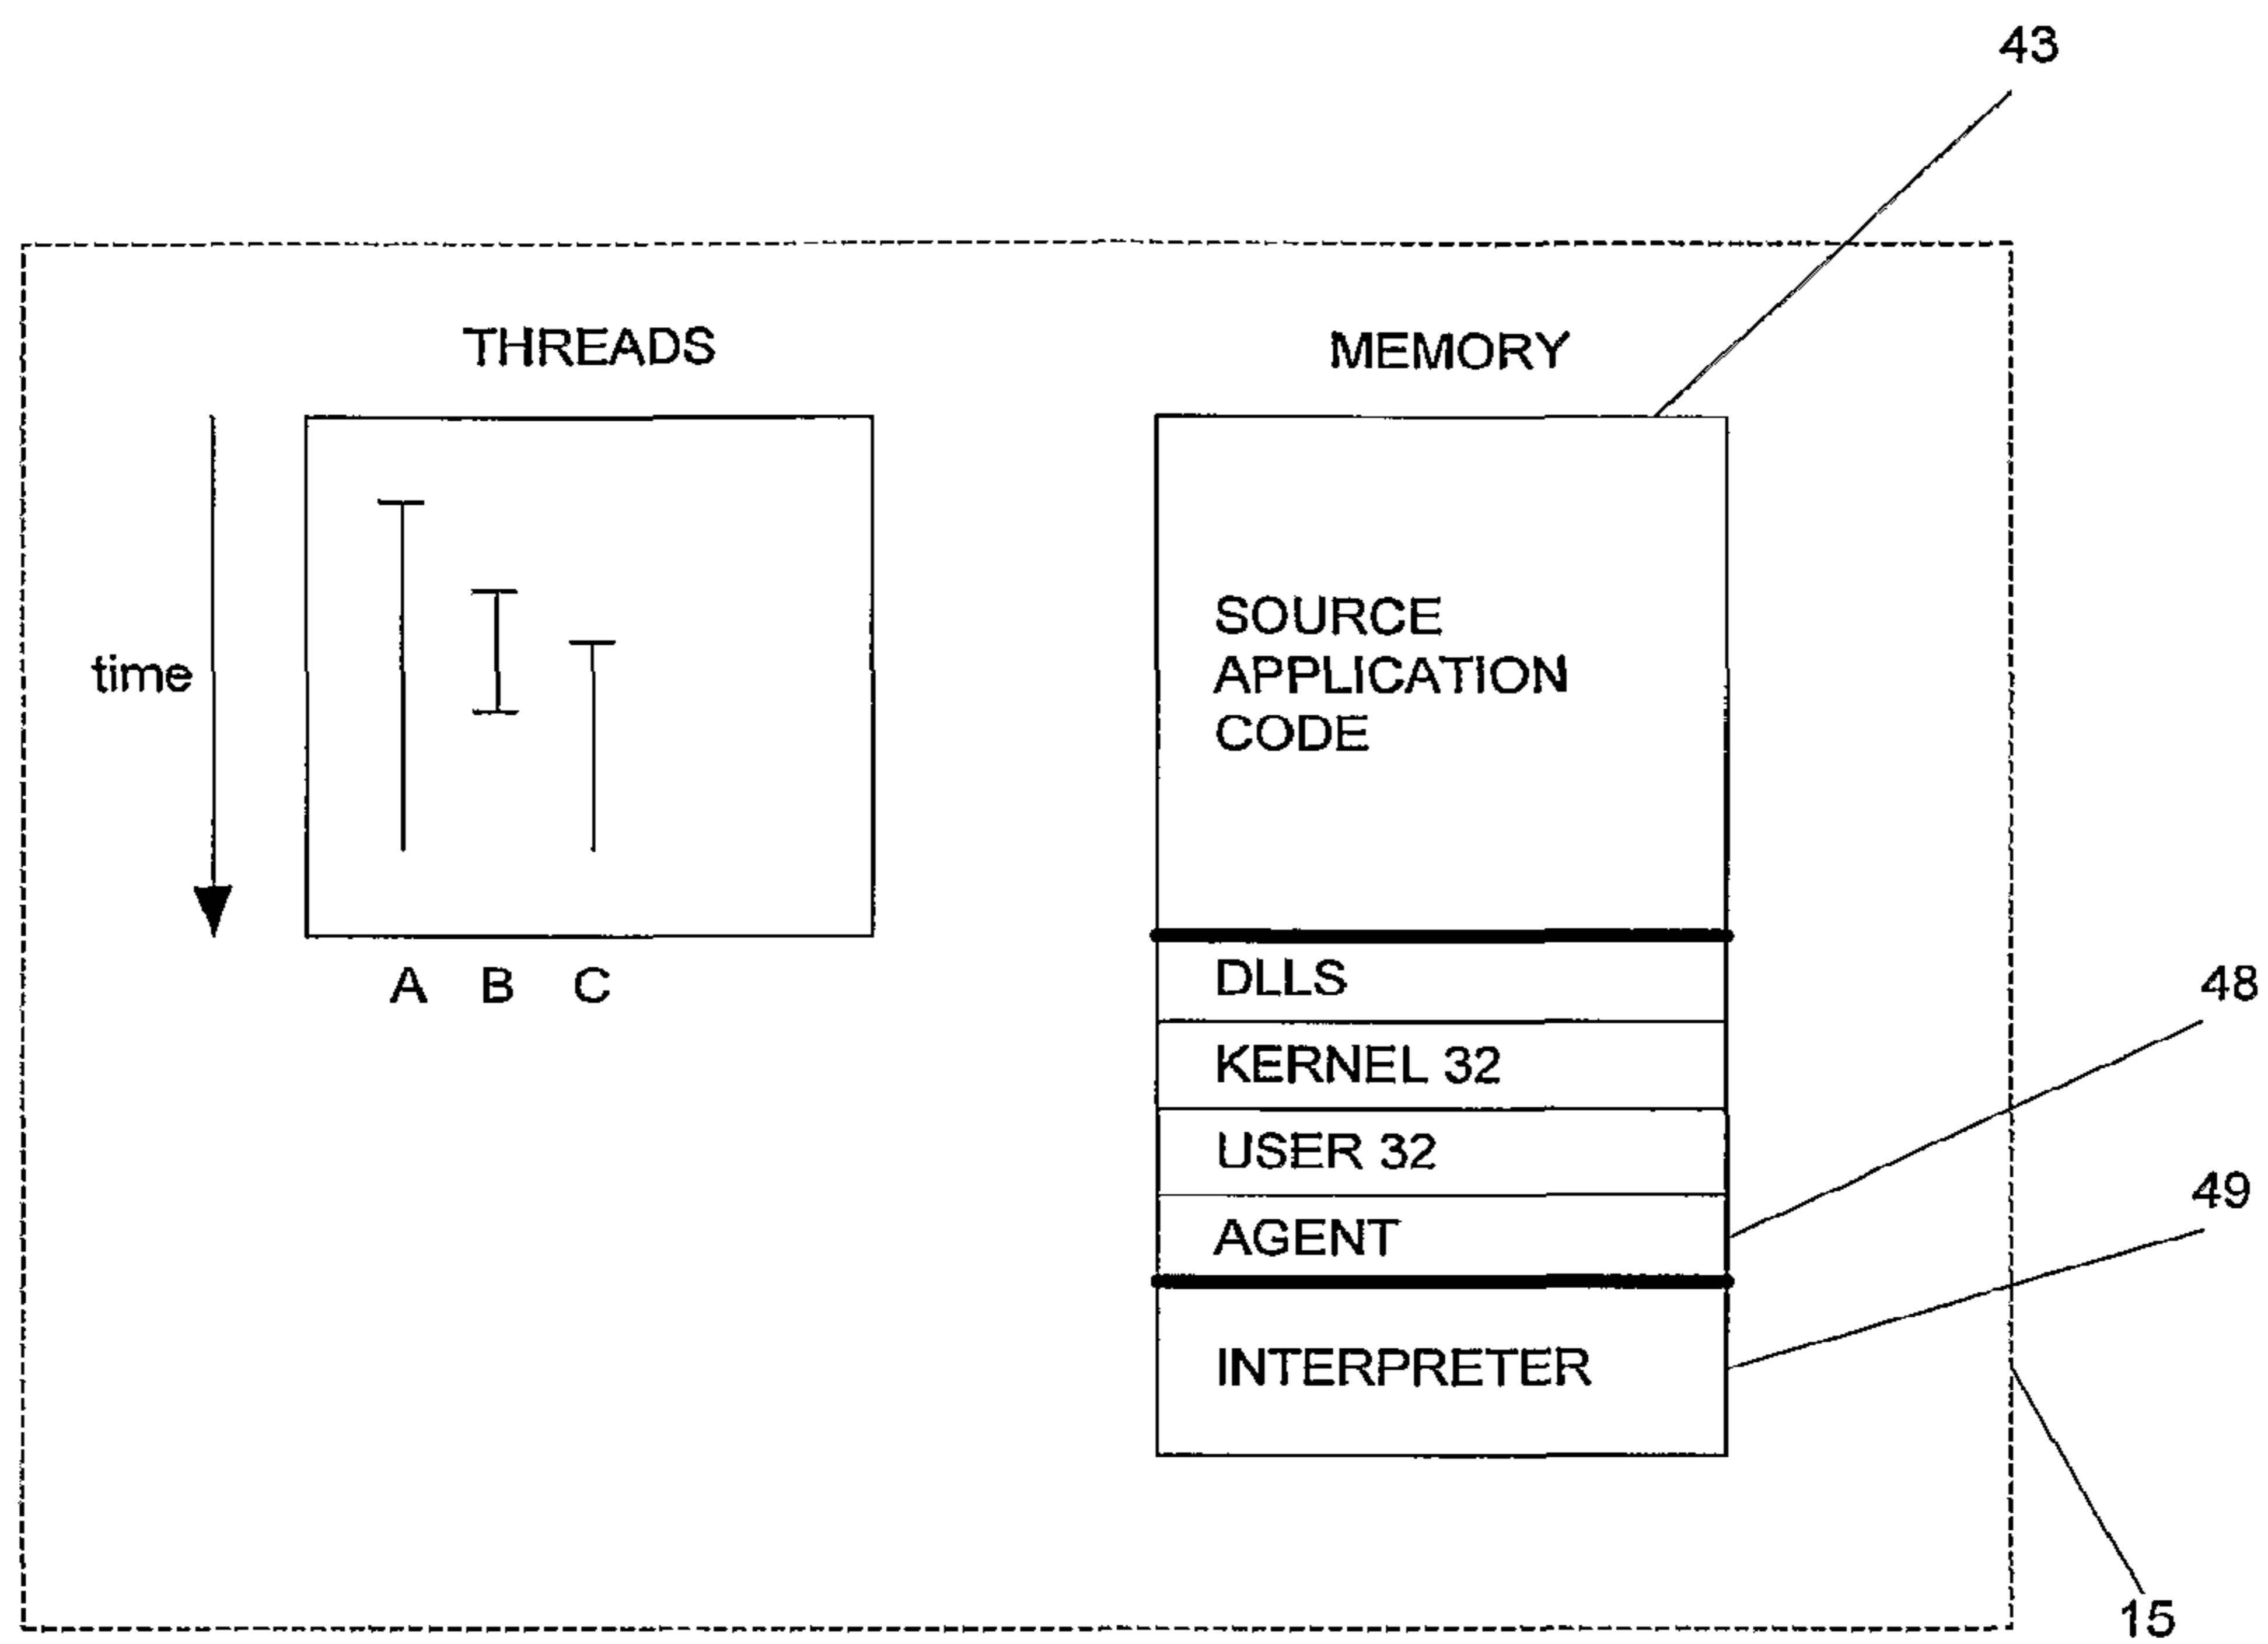 43
THREADS
MEMORY
time
SOURCE
APPLICATION
CODE
A B C
DLLS
48
KERNEL 32
USER 32
49
AGENT
INTERPRETER
15